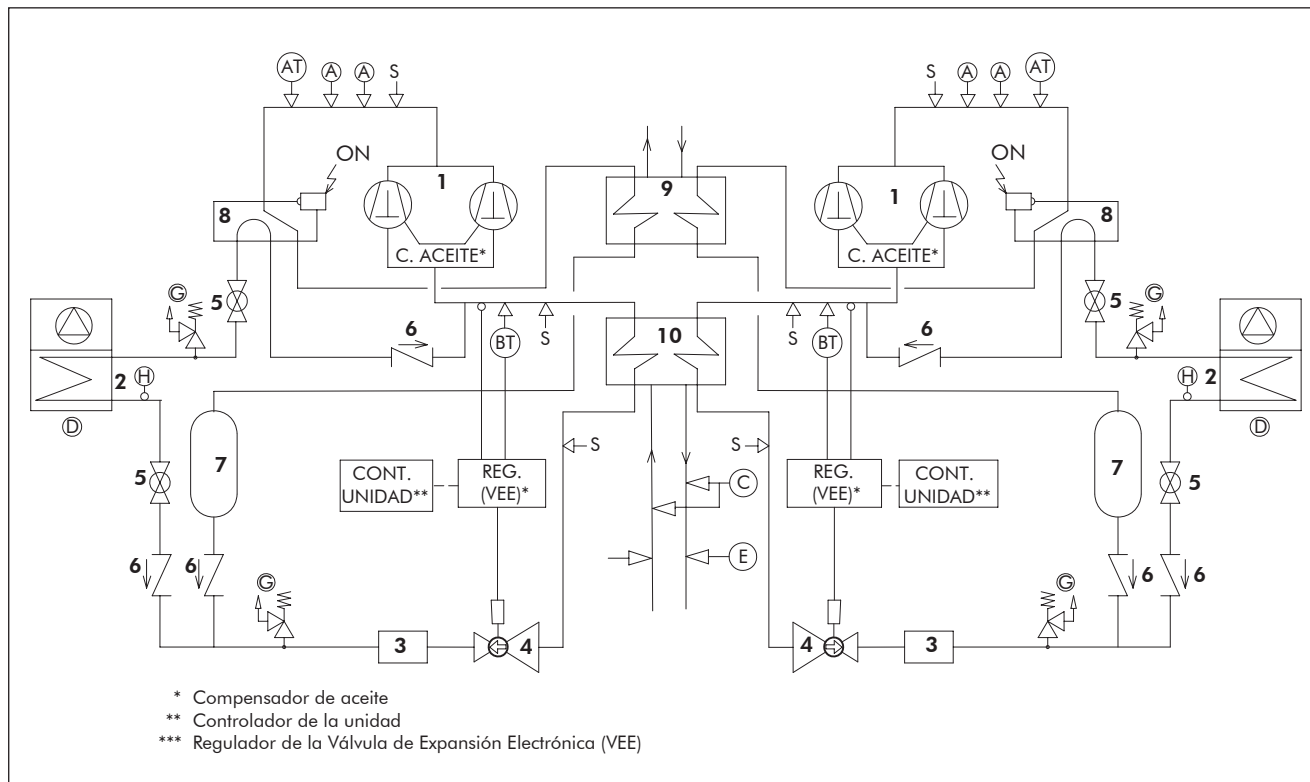 AT A A S
S A A AT
ON
ON
1
9
1
8
8
C. ACEITE*
C. ACEITE*
G
5
5
G
6
6
S
S
BT
BT
10
2
H
H
2
D
D
S
S
7
7
5
5
CONT.
UNIDAD**
REG.
(VEE)*
C
REG.
(VEE)*
CONT.
UNIDAD**
E
6
6
6
6
G
G
3
4
4
3
* Compensador de aceite
** Controlador de la unidad
*** Regulador de la Válvula de Expansión Electrónica (VEE)